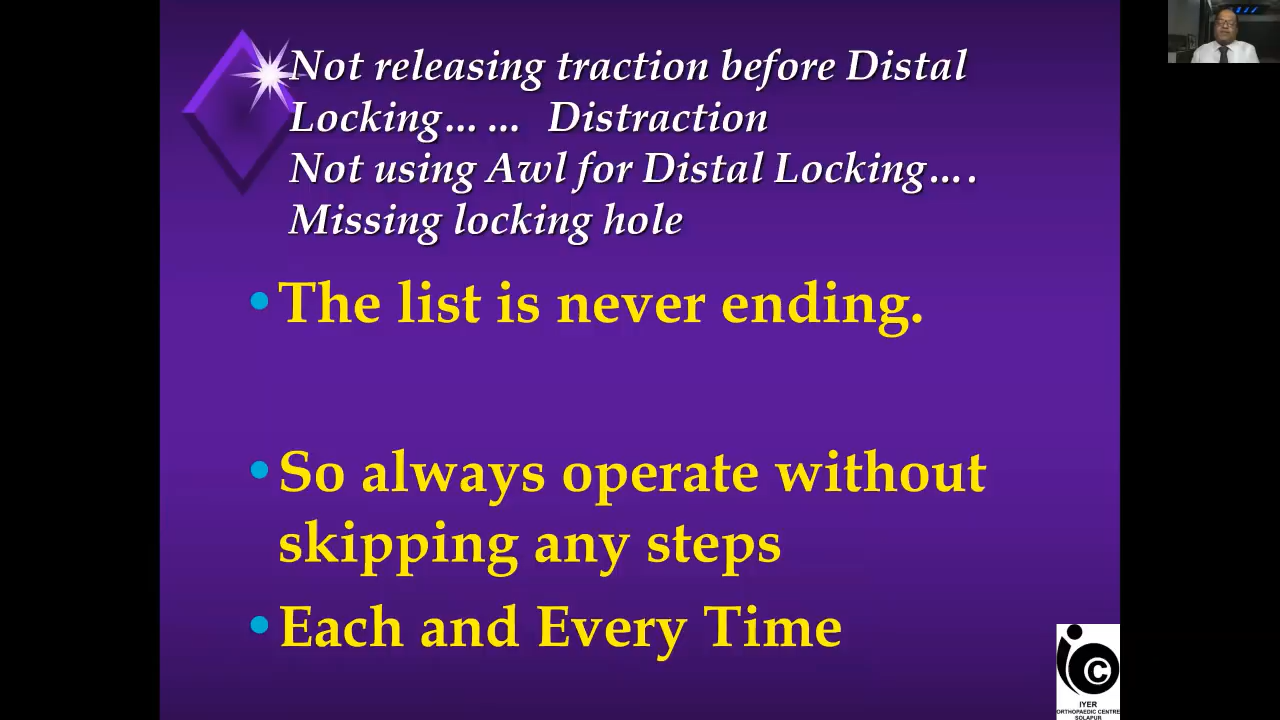 Not releasing traction before Distal
Locking… … Distraction
Not using Awl for Distal Locking….
Missing locking hole
• The list is never ending.
• So always operate without
skipping any steps
• Each and Every Time
IYER
ORTHOPAEDIC CENTRE
SOLAPUR